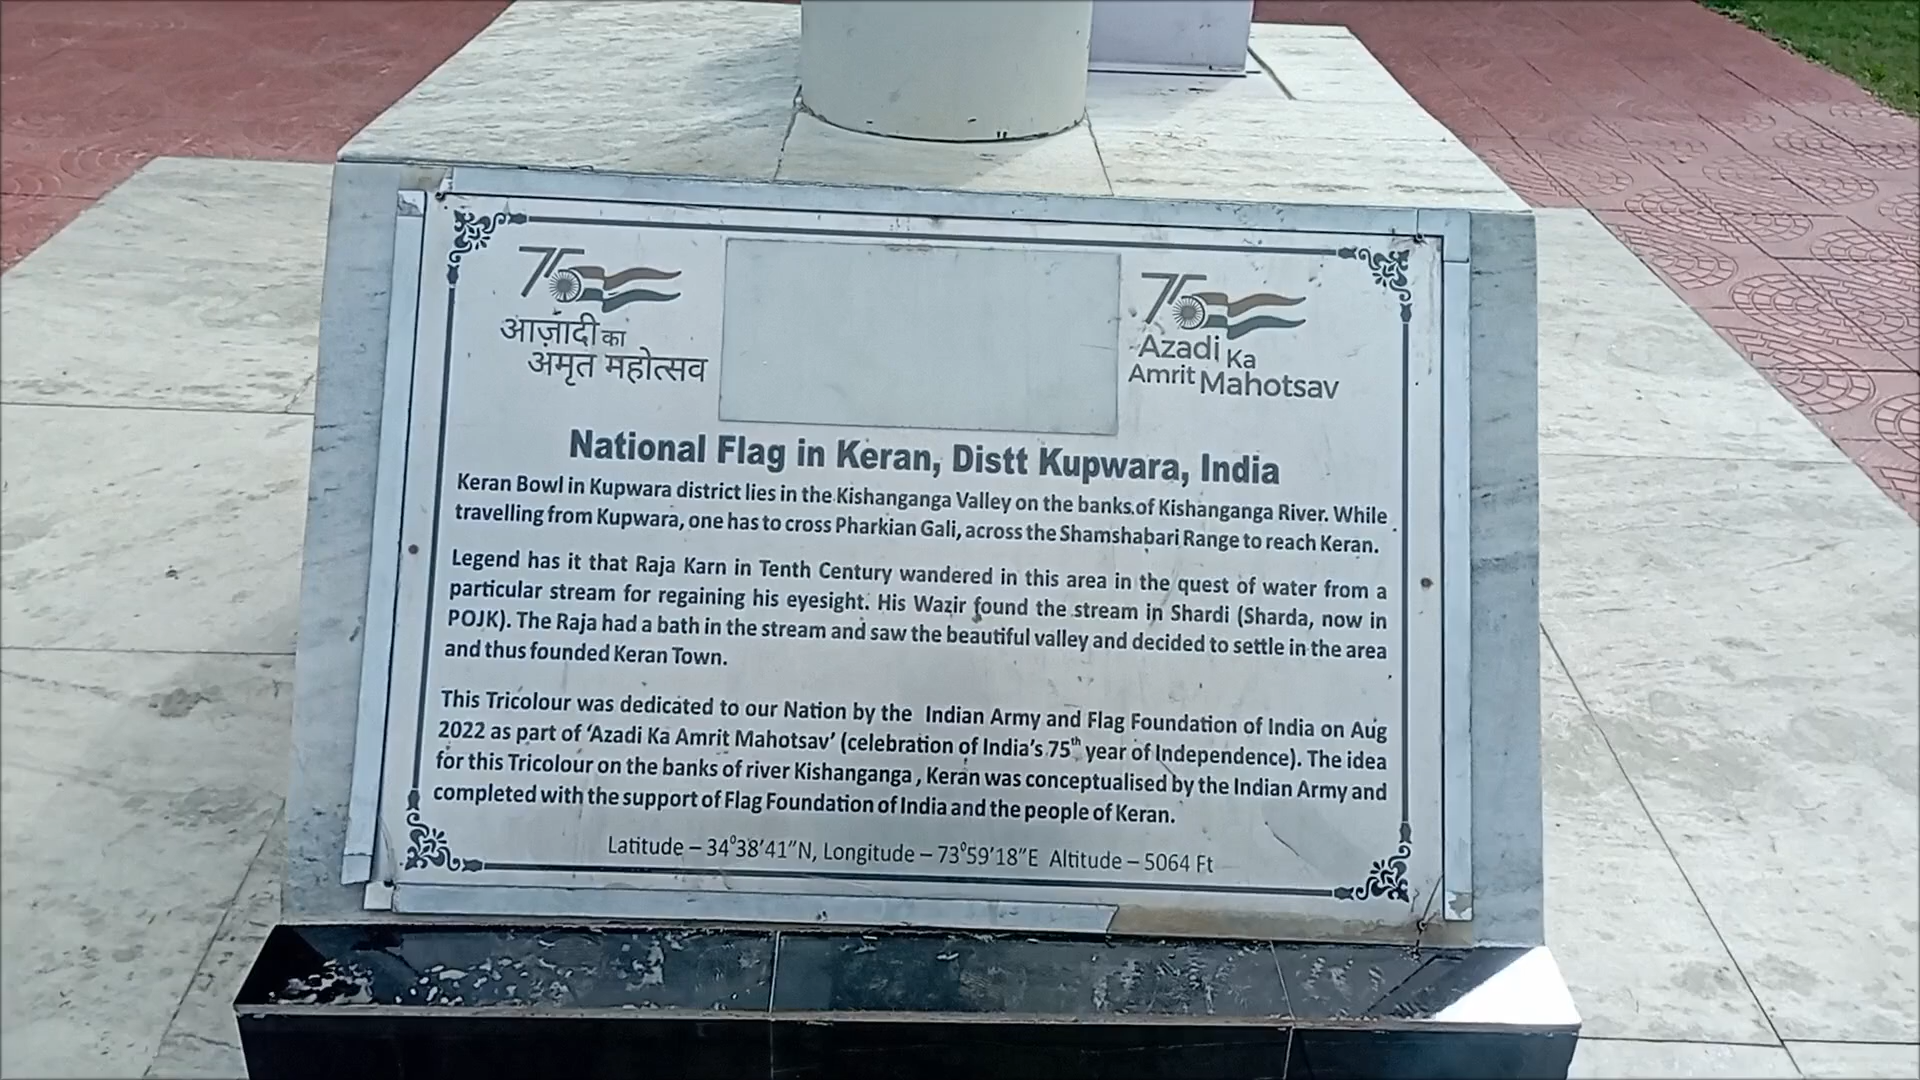 75
आज़ादी का
अमृत महोत्सव
75
Azadi Ka
Amrit Mahotsav
National Flag in Keran, Distt Kupwara, India
Keran Bowl in Kupwara district lies in the Kishanganga Valley on the banks of Kishanganga River. While
travelling from Kupwara, one has to cross Pharkian Gali, across the Shamshabari Range to reach Keran.
Legend has it that Raja Karn in Tenth Century wandered in this area in the quest of water from a
particular stream for regaining his eyesight. His Wazir found the stream in Shardi (Sharda, now in
POJK). The Raja had a bath in the stream and saw the beautiful valley and decided to settle in the area
and thus founded Keran Town.
This Tricolour was dedicated to our Nation by the Indian Army and Flag Foundation of India on Aug
2022 as part of ‘Azadi Ka Amrit Mahotsav’ (celebration of India’s 75th year of Independence). The idea
for this Tricolour on the banks of river Kishanganga , Keran was conceptualised by the Indian Army and
completed with the support of Flag Foundation of India and the people of Keran.
Latitude – 34⁰38’41”N, Longitude – 73⁰59’18”E Altitude – 5064 Ft